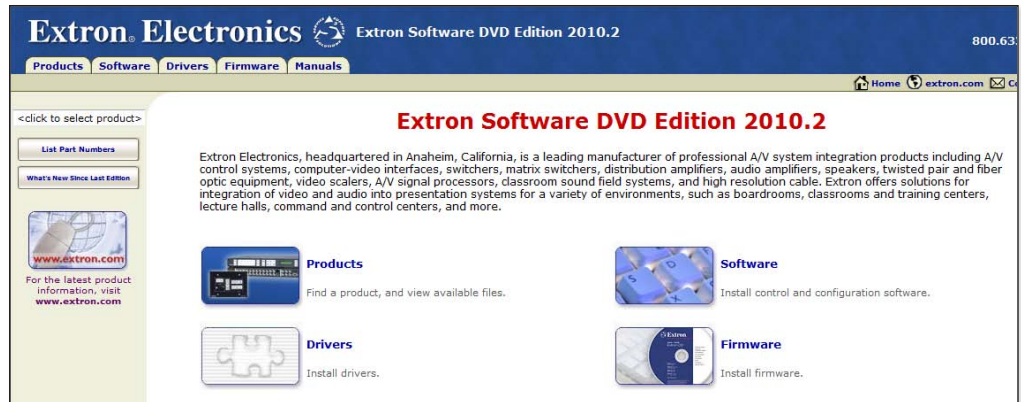 Extron® Electronics Extron Software DVD Edition 2010.2
800.63
Products Software Drivers Firmware Manuals
Home extron.com
<click to select product>
List Part Numbers
What's New Since Last Edition
www.extron.com
For the latest product
information, visit
www.extron.com
Extron Software DVD Edition 2010.2
Extron Electronics, headquartered in Anaheim, California, is a leading manufacturer of professional A/V system integration products including A/V
control systems, computer-video interfaces, switchers, matrix switchers, distribution amplifiers, audio amplifiers, speakers, twisted pair and fiber
optic equipment, video scalers, A/V signal processors, classroom sound field systems, and high resolution cable. Extron offers solutions for
integration of video and audio into presentation systems for a variety of environments, such as boardrooms, classrooms and training centers,
lecture halls, command and control centers, and more.
Products
Find a product, and view available files.
Software
Install control and configuration software.
Drivers
Install drivers.
Extron
Firmware
Install firmware.